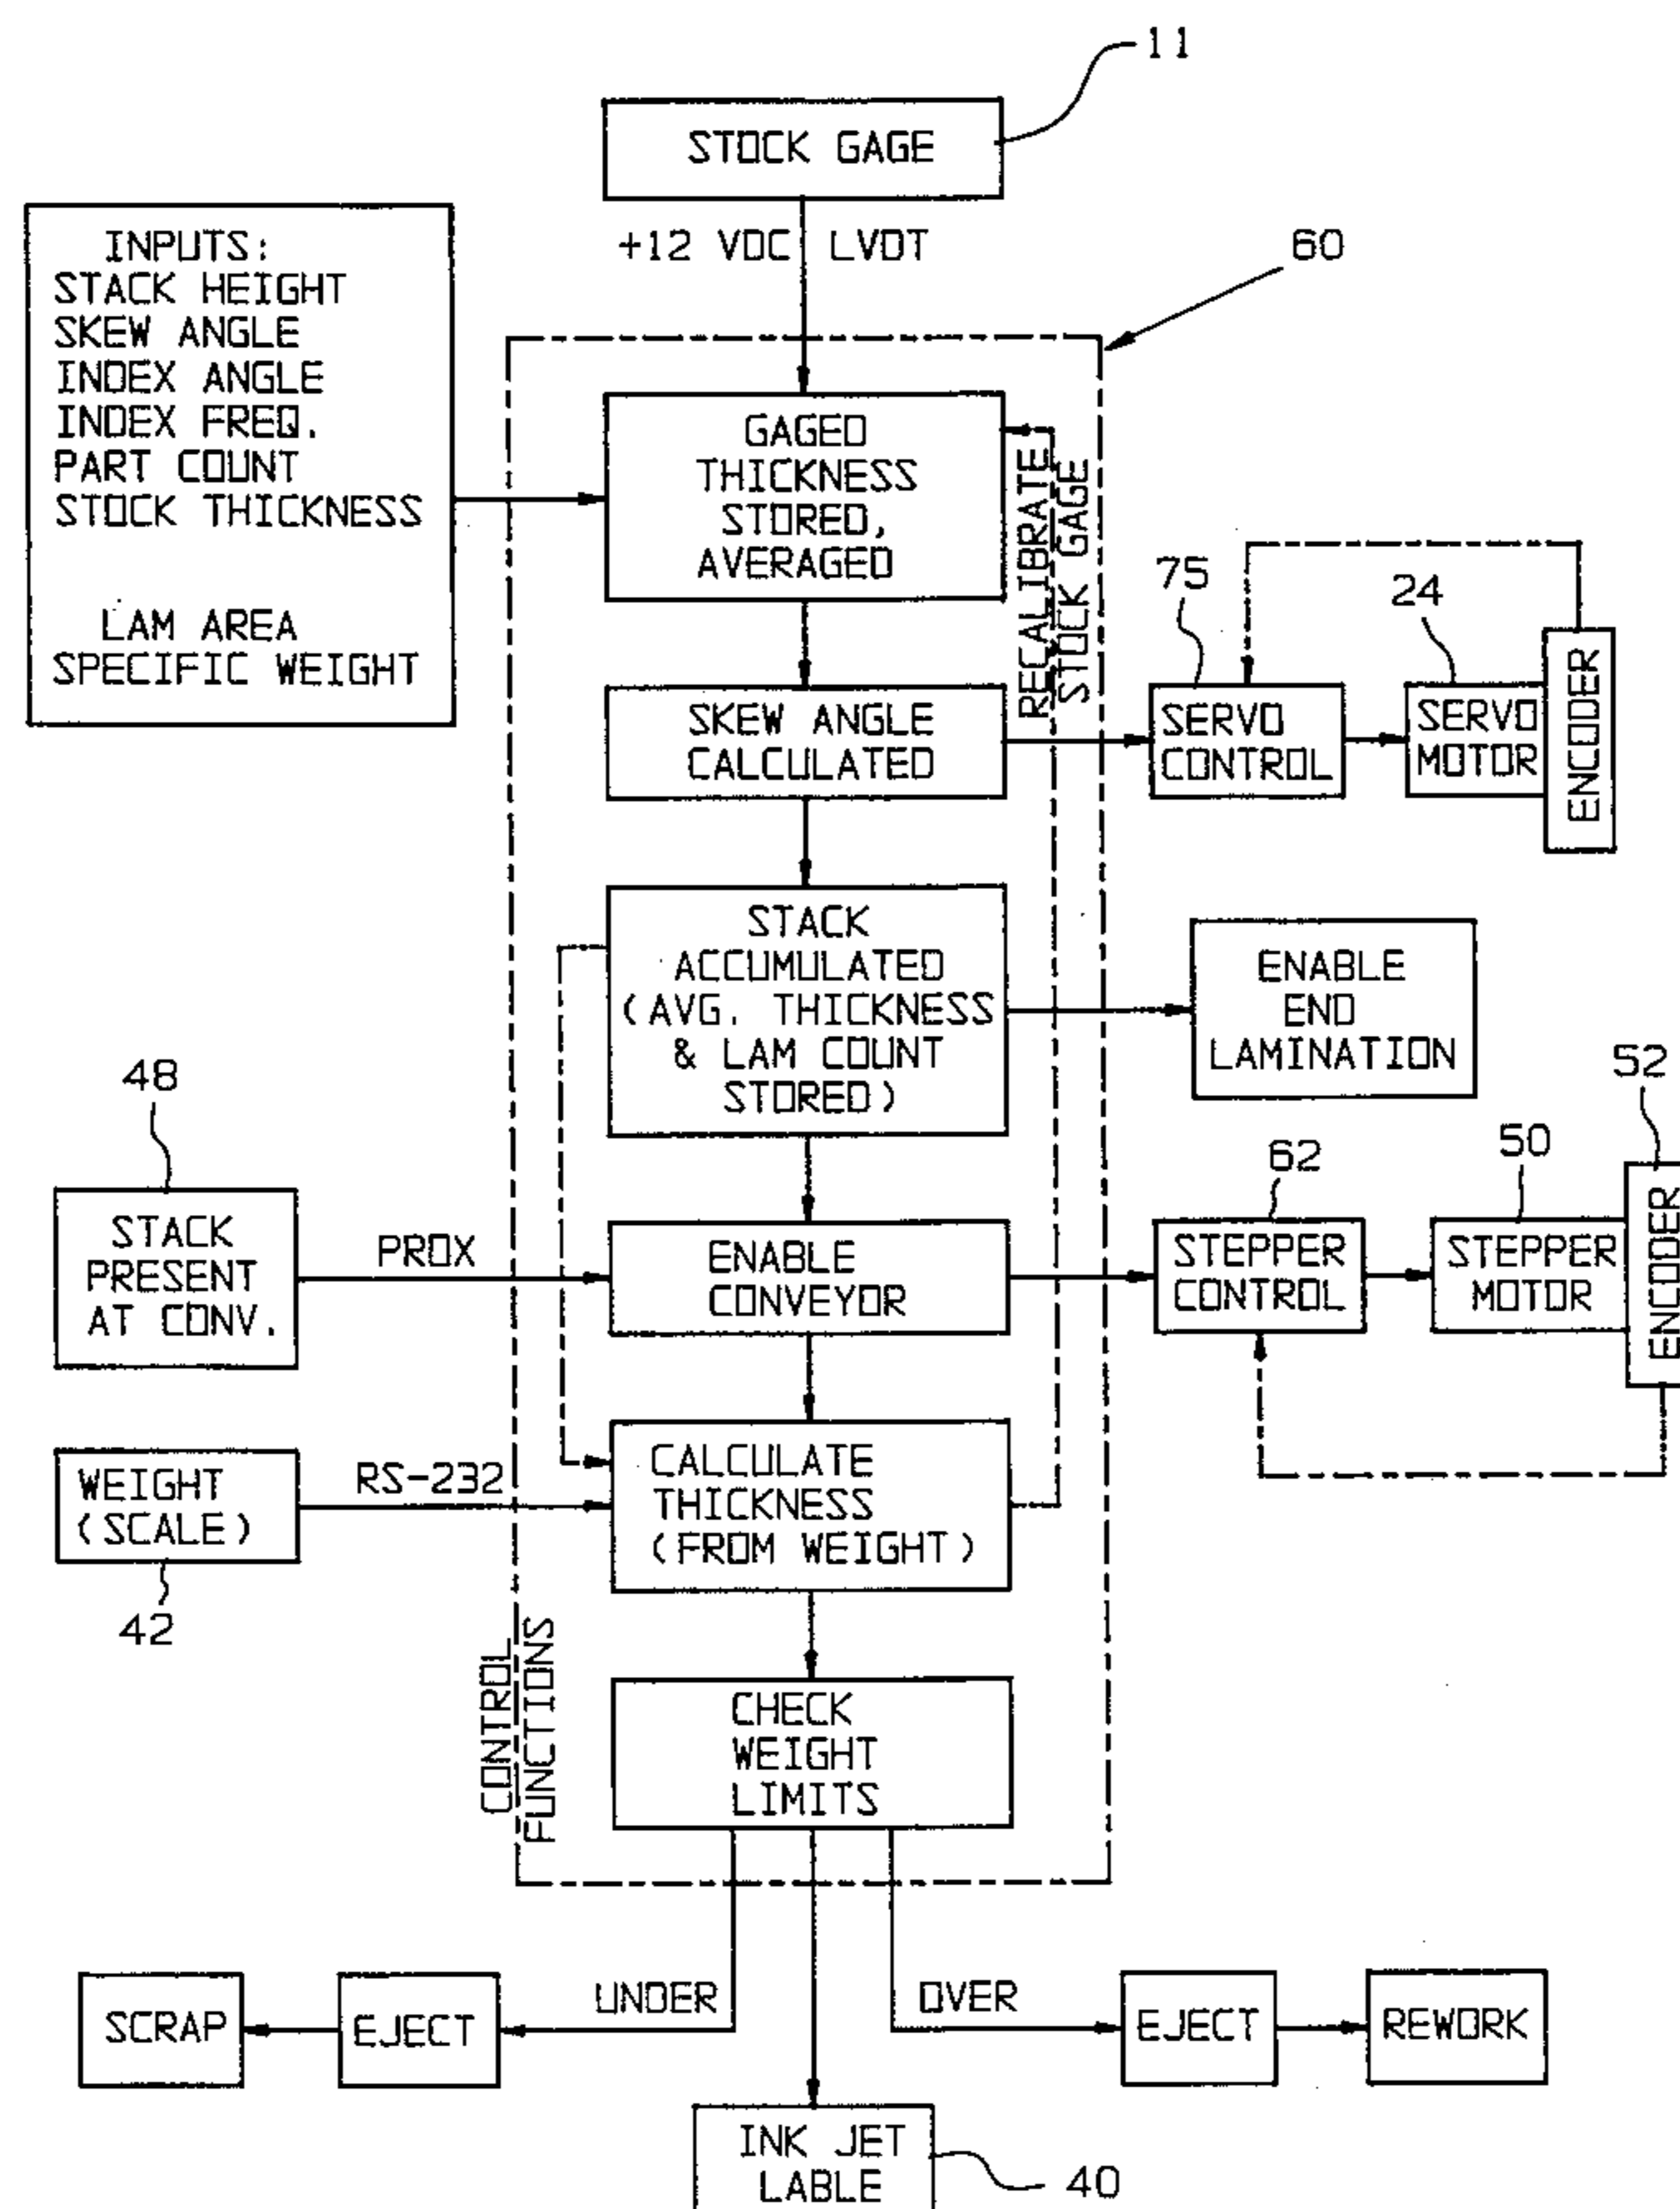 11
STOCK GAGE
+12 VDC LVDT
60
INPUTS:
STACK HEIGHT
SKEW ANGLE
INDEX ANGLE
INDEX FREQ.
PART COUNT
STOCK THICKNESS
LAM AREA
SPECIFIC WEIGHT
GAGED
THICKNESS
STORED,
AVERAGED
RECALIBRATE
STOCK GAGE
SKEW ANGLE
CALCULATED
75
SERVO
CONTROL
24
SERVO
MOTOR
ENCODER
STACK
ACCUMULATED
(AVG. THICKNESS
& LAM COUNT
STORED)
ENABLE
END
LAMINATION
48
STACK
PRESENT
AT CONV.
PROX
ENABLE
CONVEYOR
62
STEPPER
CONTROL
50
STEPPER
MOTOR
52
ENCODER
WEIGHT
(SCALE)
42
RS-232
CALCULATE
THICKNESS
(FROM WEIGHT)
CONTROL
FUNCTIONS
CHECK
WEIGHT
LIMITS
SCRAP
EJECT
UNDER
OVER
EJECT
REWORK
INK JET
LABLE
40